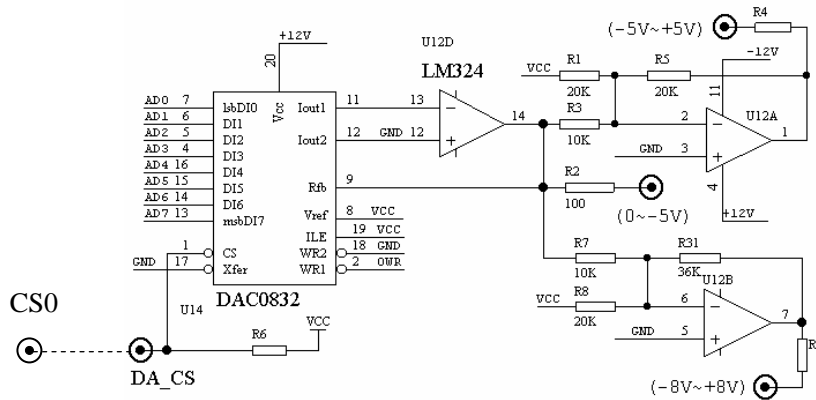 (-5V~+5V)
R4
+12V
U12D
LM324
-12V
20
11
VCC
R1
20K
R5
20K
Vcc
AD0 7 lsbDI0
Iout1 11
13
14
R3
10K
2
U12A
1
AD1 6 DI1
AD2 5 DI2
Iout2 12 GND 12
GND 3
AD3 4 DI3
AD4 16 DI4
AD5 15 DI5
Rfb 9
R2
100
4
AD6 14 DI6
AD7 13 msbDI7
Vref 8 VCC
(0~-5V)
+12V
ILE 19 VCC
1 CS
WR2 18 GND
GND 17 Xfer
WR1 2 OWR
R7
10K
R31
36K
U12B
DAC0832
U14
VCC
R8
20K
6
7
GND 5
CS0
R6
VCC
R
DA_CS
(-8V~+8V)